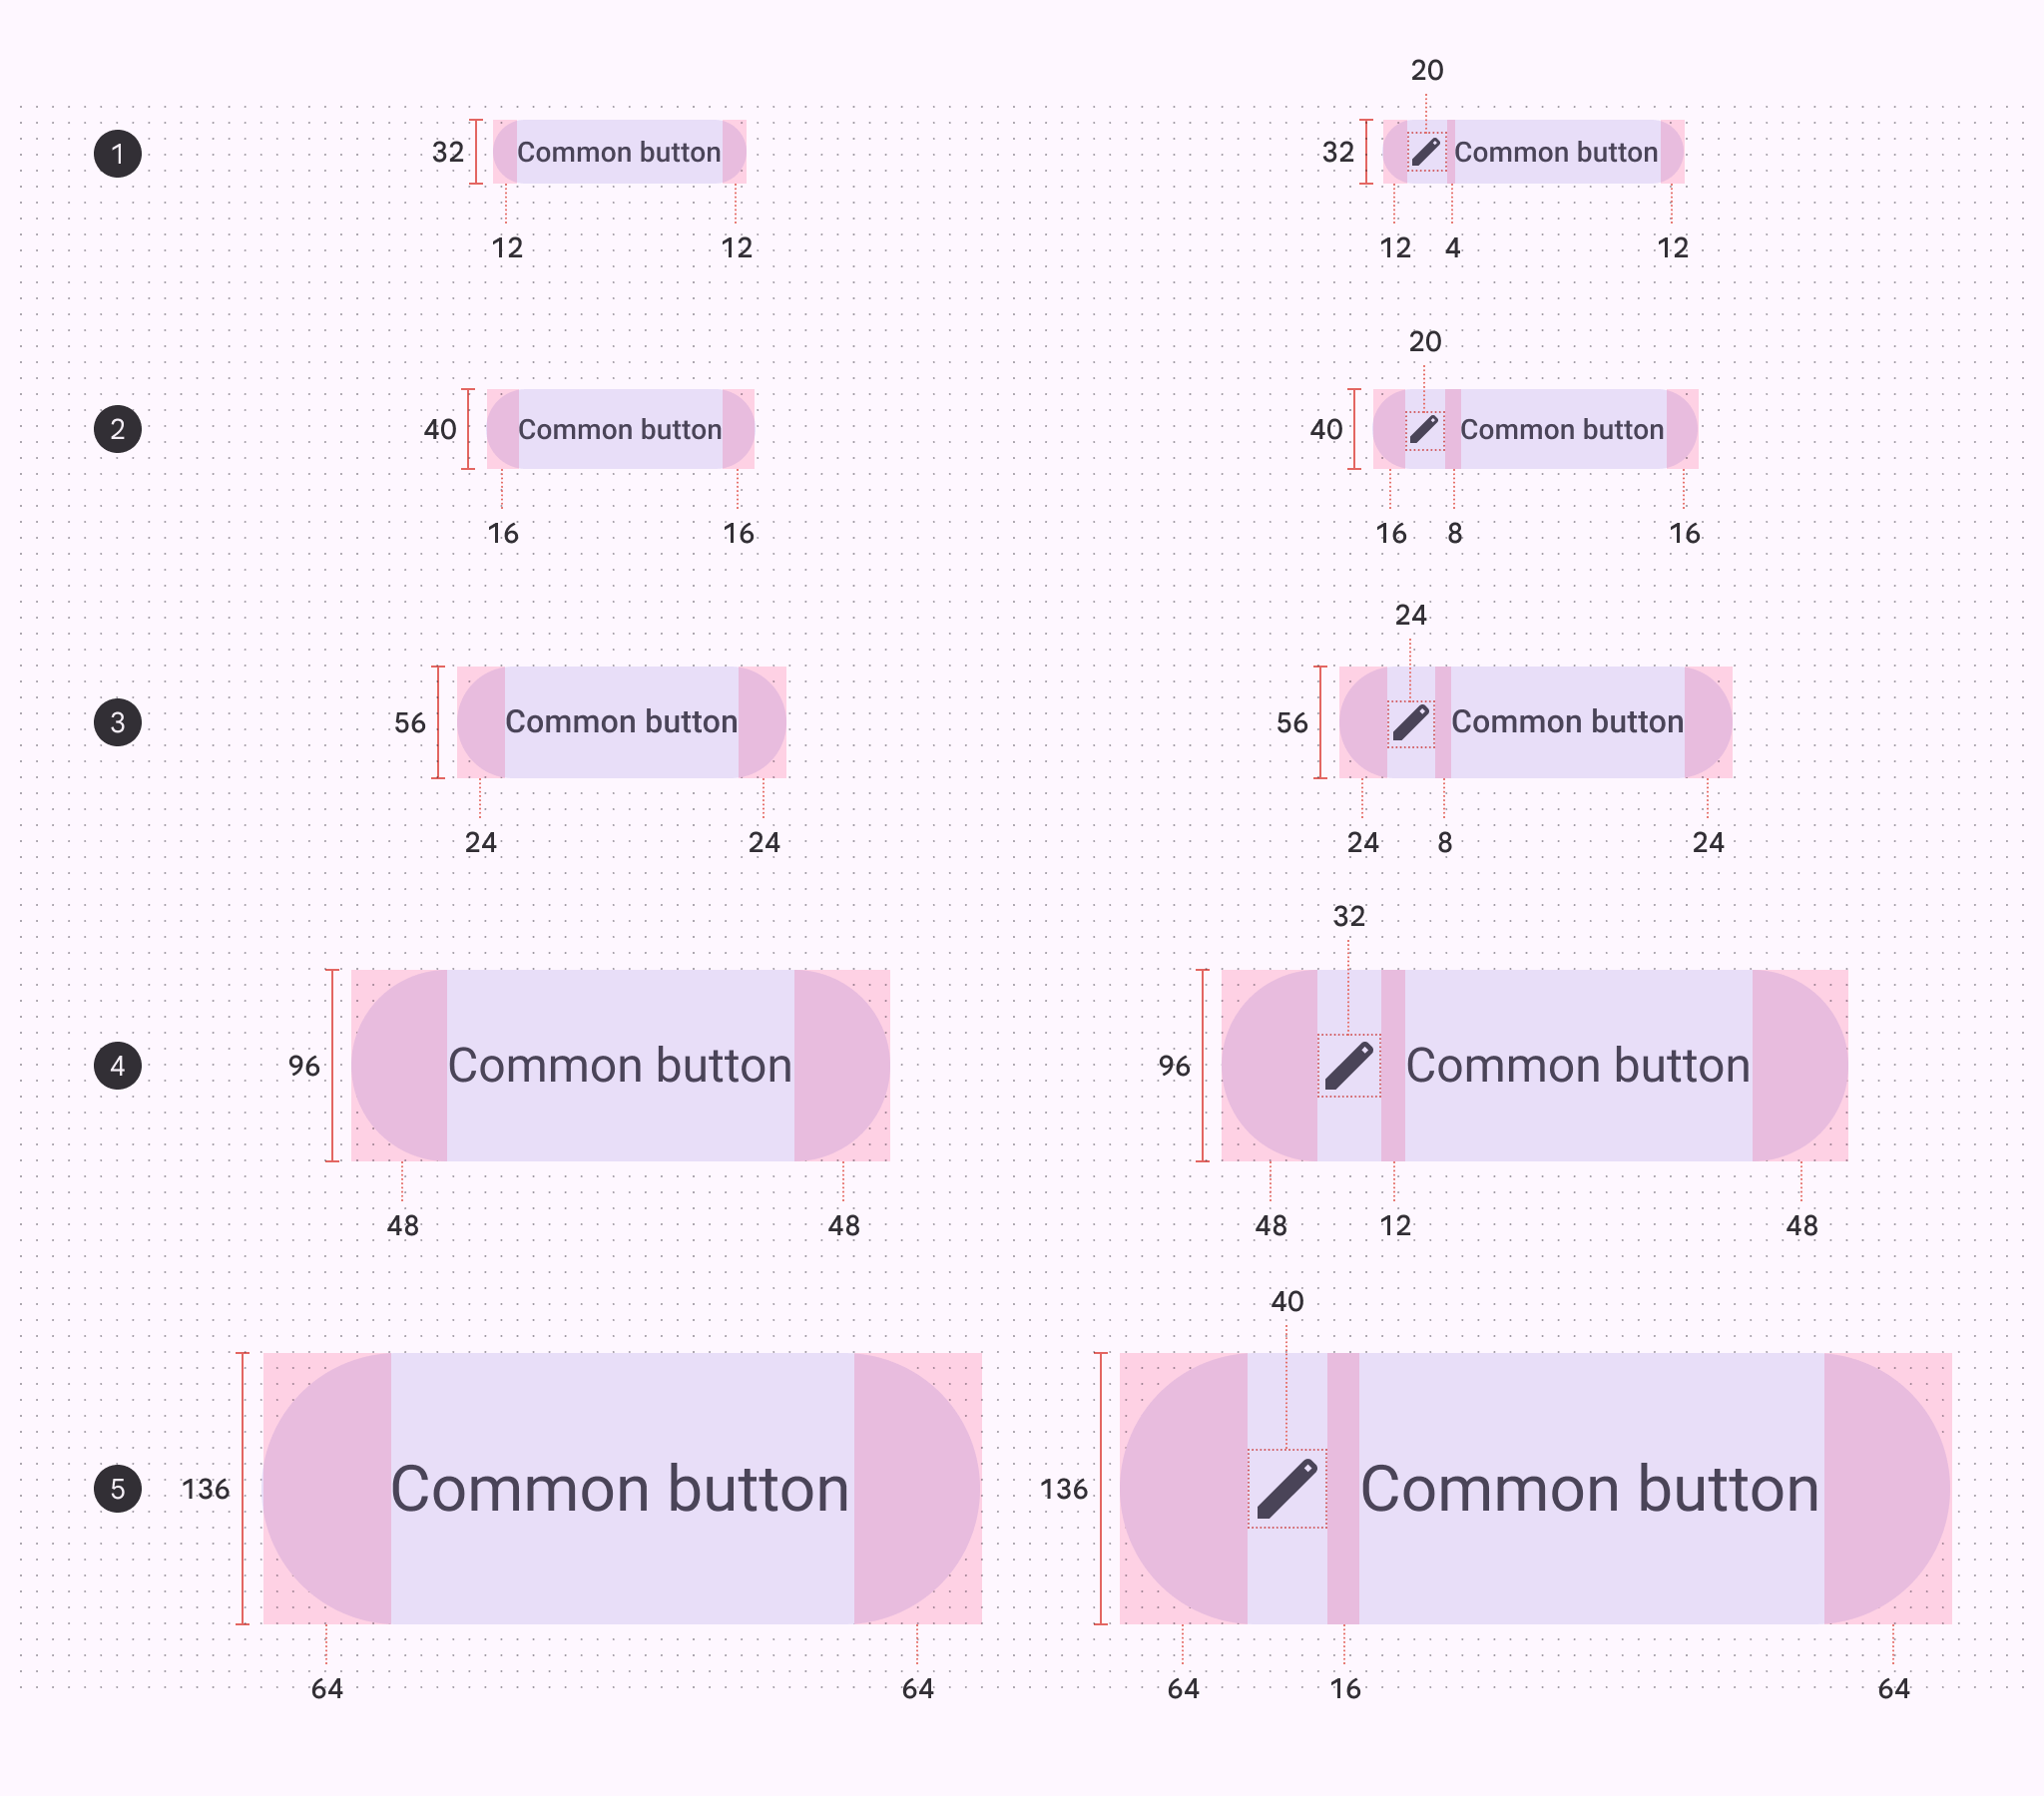 20
1
32 Common button
32 Common button
12 12
12 4 12
20
2
40 Common button
40 Common button
16 16
16 8 16
24
3
56 Common button
56 Common button
24 24
24 8 24
32
4
96 Common button
96 Common button
48 48
48 12 48
40
5
136 Common button
136 Common button
64 64
64 16 64